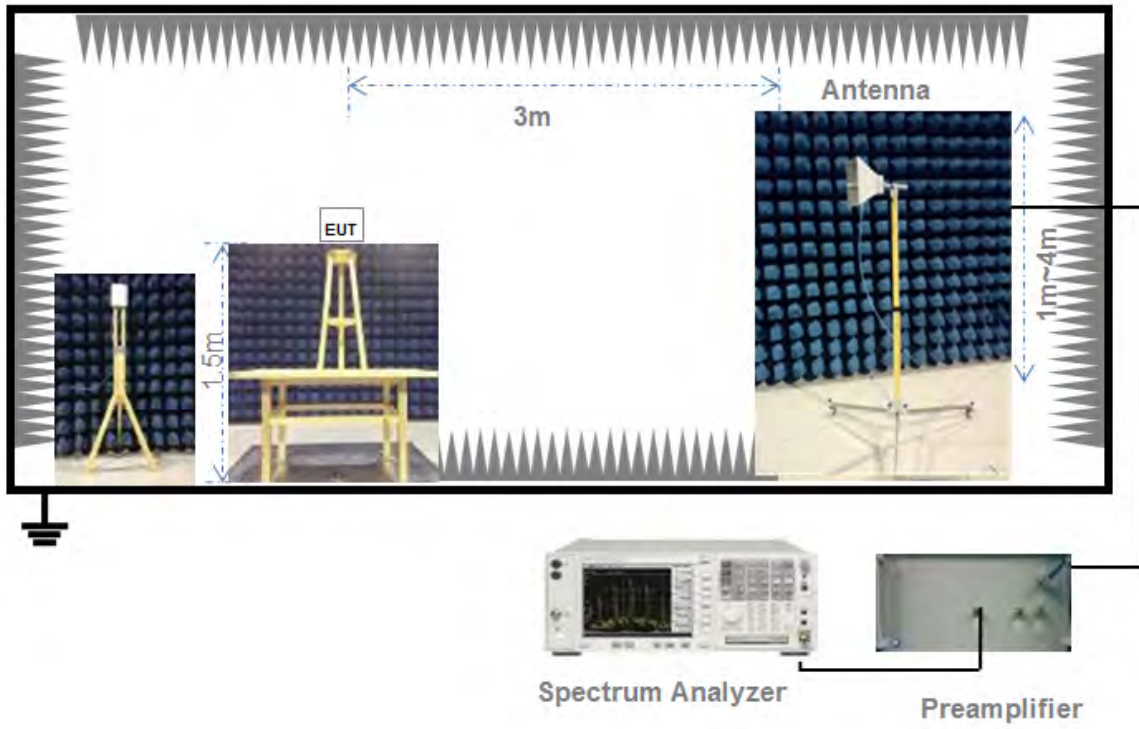 Antenna
3m
EUT
1.5m
1m~4m
Spectrum Analyzer
Preamplifier